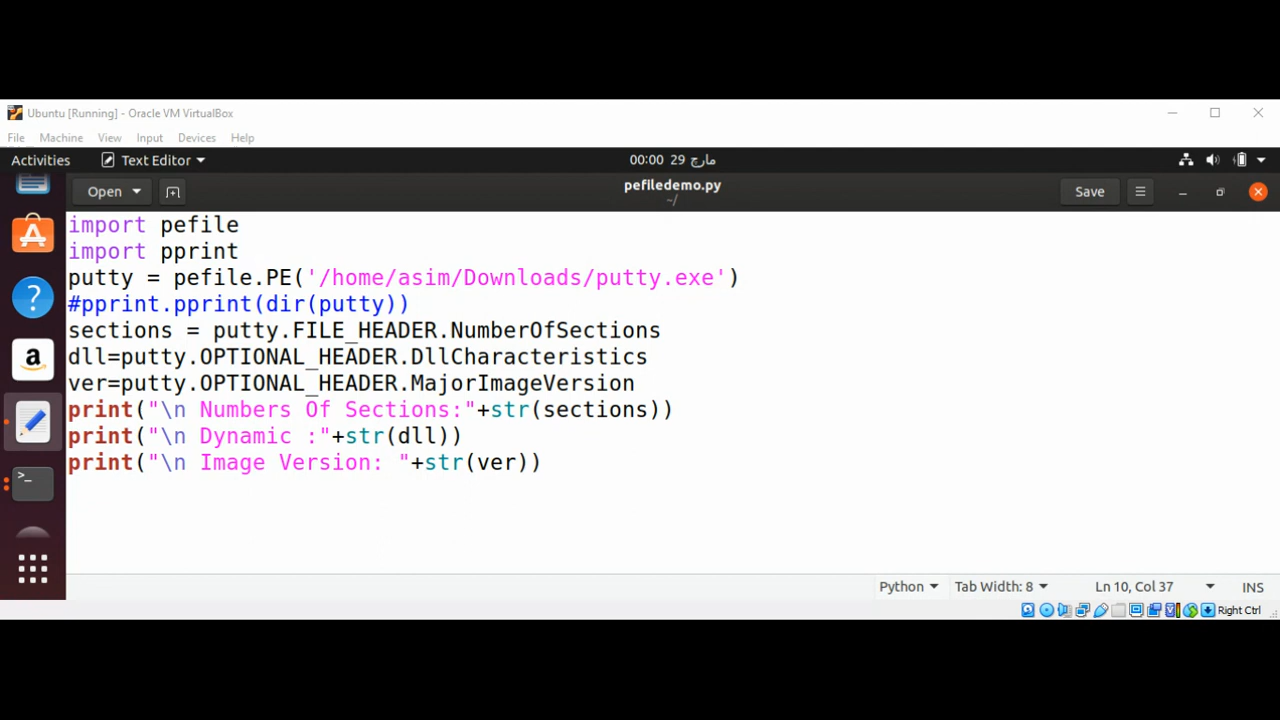 Ubuntu [Running] - Oracle VM VirtualBox
File Machine View Input Devices Help
Activities Text Editor 00:00 29 مارچ
Open pefiledemo.py Save
~/
import pefile
import pprint
putty = pefile.PE('/home/asim/Downloads/putty.exe')
#pprint.pprint(dir(putty))
sections = putty.FILE_HEADER.NumberOfSections
dll=putty.OPTIONAL_HEADER.DllCharacteristics
ver=putty.OPTIONAL_HEADER.MajorImageVersion
print("\n Numbers Of Sections:"+str(sections))
print("\n Dynamic :"+str(dll))
print("\n Image Version: "+str(ver))
Python Tab Width: 8 Ln 10, Col 37 INS
Right Ctrl